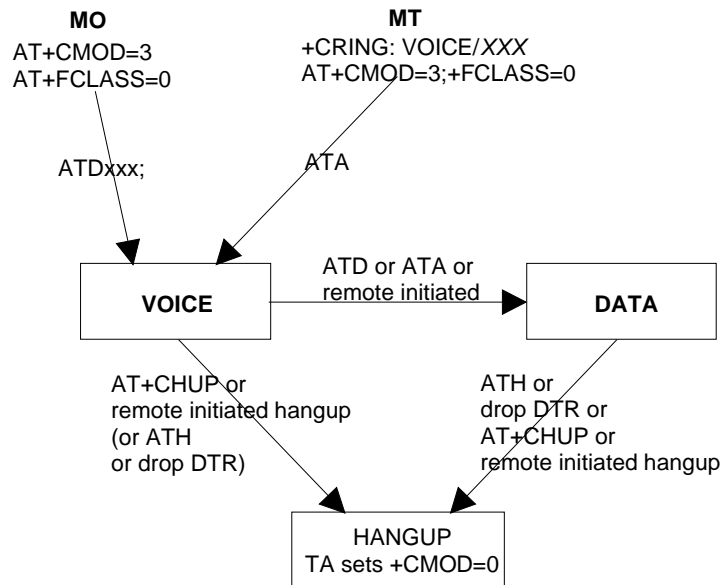 MO
AT+CMOD=3
AT+FCLASS=0
MT
+CRING: VOICE/XXX
AT+CMOD=3;+FCLASS=0
ATDxxx;
ATA
VOICE
ATD or ATA or
remote initiated
DATA
AT+CHUP or
remote initiated hangup
(or ATH
or drop DTR)
ATH or
drop DTR or
AT+CHUP or
remote initiated hangup
HANGUP
TA sets +CMOD=0